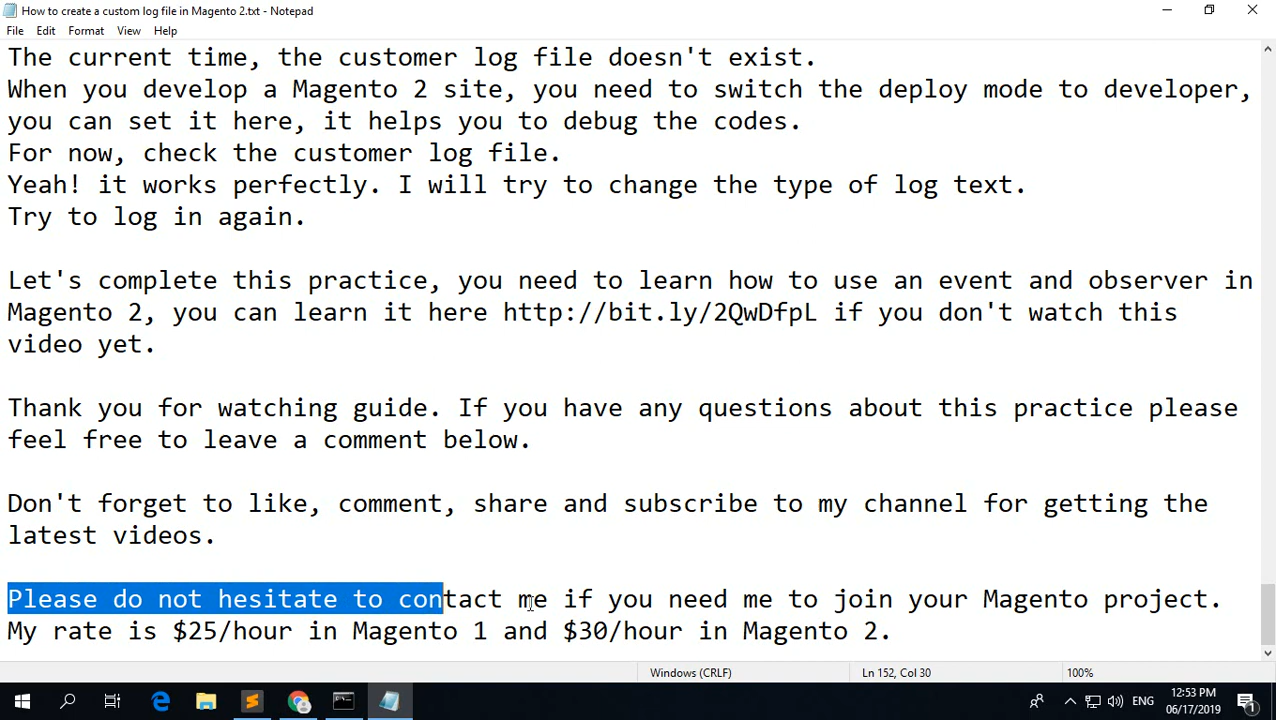 How to create a custom log file in Magento 2.txt - Notepad
File Edit Format View Help
The current time, the customer log file doesn't exist.
When you develop a Magento 2 site, you need to switch the deploy mode to developer,
you can set it here, it helps you to debug the codes.
For now, check the customer log file.
Yeah! it works perfectly. I will try to change the type of log text.
Try to log in again.
Let's complete this practice, you need to learn how to use an event and observer in
Magento 2, you can learn it here http://bit.ly/2QwDfpL if you don't watch this
video yet.
Thank you for watching guide. If you have any questions about this practice please
feel free to leave a comment below.
Don't forget to like, comment, share and subscribe to my channel for getting the
latest videos.
Please do not hesitate to contact me if you need me to join your Magento project.
My rate is $25/hour in Magento 1 and $30/hour in Magento 2.
Windows (CRLF) Ln 152, Col 30 100%
ENG
12:53 PM
06/17/2019
1